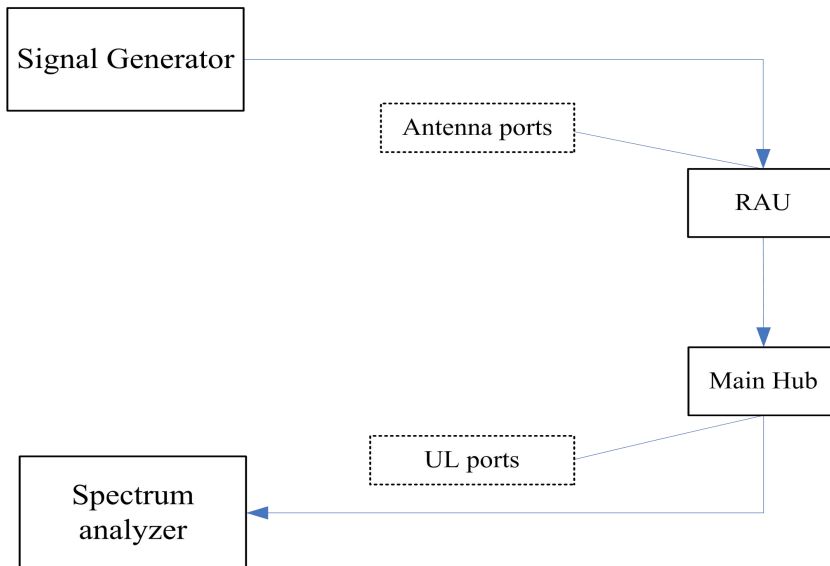 Signal Generator
Antenna ports
RAU
Main Hub
UL ports
Spectrum
analyzer